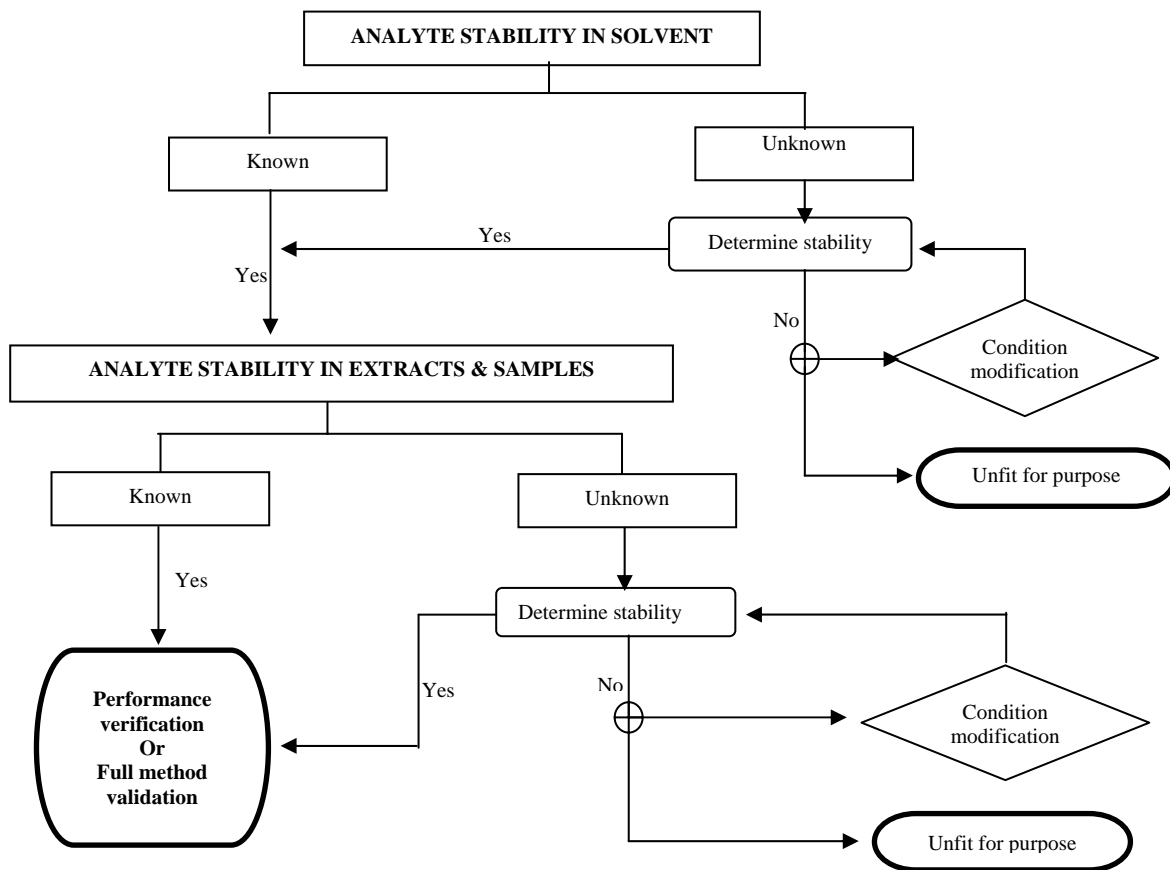 ANALYTE STABILITY IN SOLVENT
Known
Unknown
Determine stability
Yes
Yes
No
Condition
modification
ANALYTE STABILITY IN EXTRACTS & SAMPLES
Unfit for purpose
Known
Unknown
Yes
Determine stability
Yes
No
Performance
verification
Or
Full method
validation
Condition
modification
Unfit for purpose